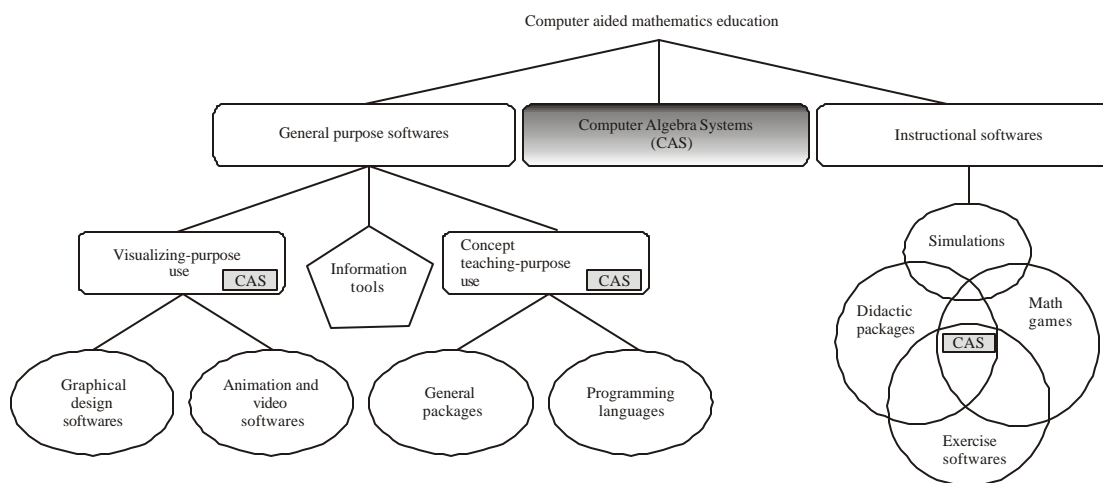 Computer aided mathematics education
General purpose softwares
Computer Algebra Systems
(CAS)
Instructional softwares
Visualizing-purpose
use
CAS
Information
tools
Concept
teaching-purpose
use
CAS
Simulations
Didactic
packages
Math
games
CAS
Exercise
softwares
Graphical
design
softwares
Animation and
video
softwares
General
packages
Programming
languages